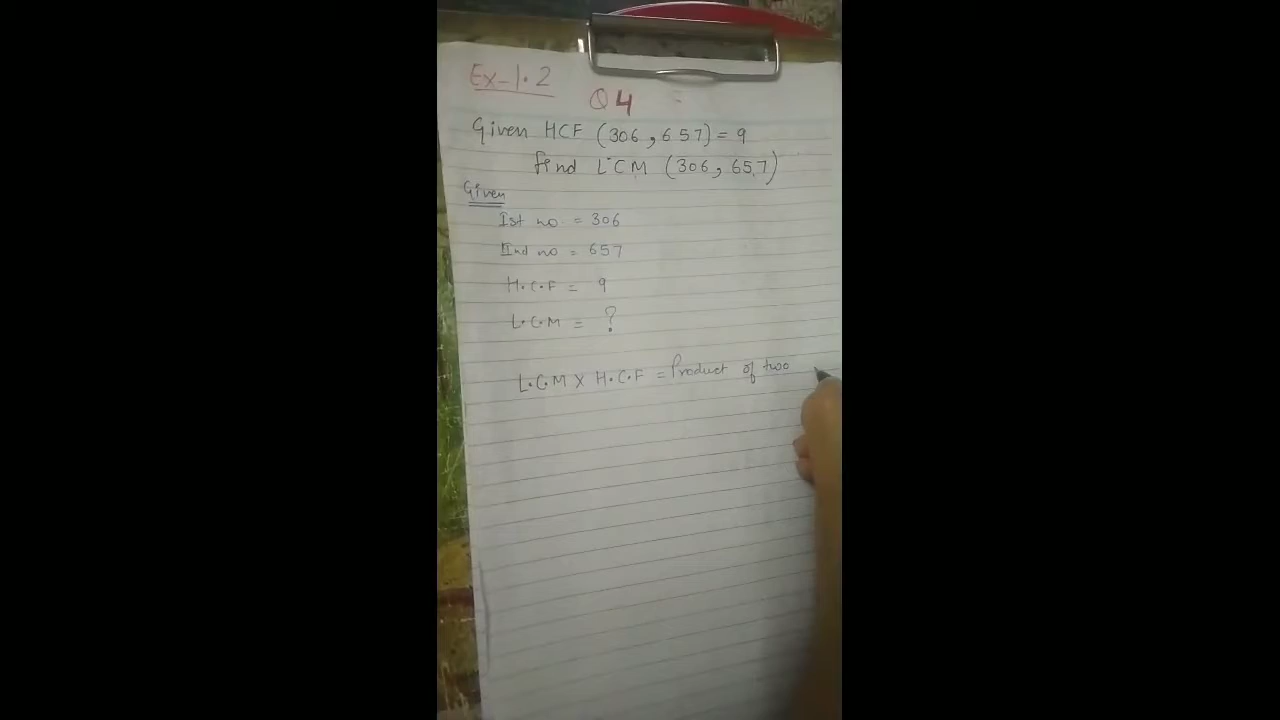 Ex-1.2
Q4
Given HCF (306, 657) = 9
find LCM (306, 657)
Given
Ist no. = 306
IInd no = 657
H.C.F = 9
L.C.M = ?
L.C.M X H.C.F = Product of two